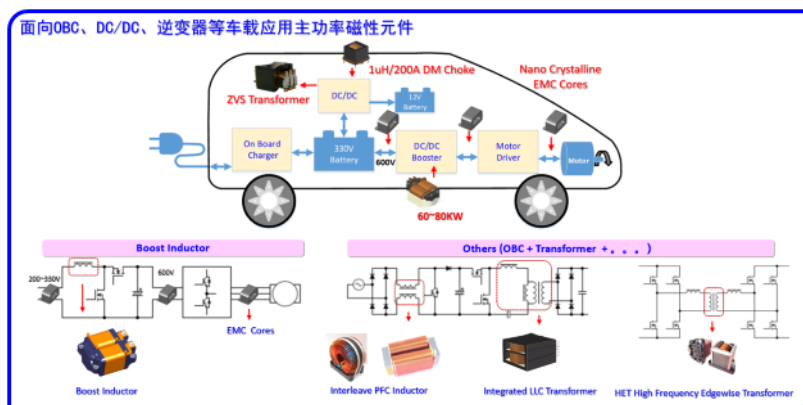 面向OBC、DC/DC、逆变器等车载应用主功率磁性元件
1uH/200A DM Choke
Nano Crystalline
EMC Cores
ZVS Transformer
DC/DC
12V
Battery
On Board
Charger
330V
Battery
600V
DC/DC
Booster
Motor
Driver
Motor
60~80KW
Boost Inductor
Others (OBC + Transformer + 。。。)
200~330V
600V
EMC Cores
Boost Inductor
Interleave PFC Inductor
Integrated LLC Transformer
HET High Frequency Edgewise Transformer